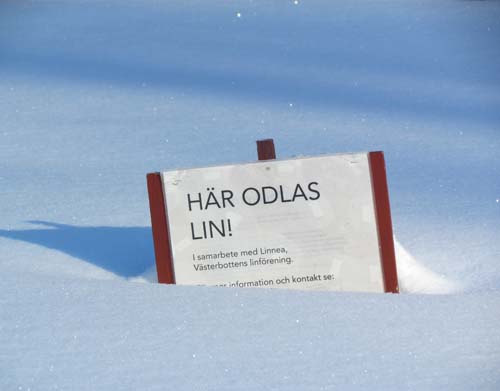 HÄR ODLAS
LIN!
I samarbete med Linnea,
Västerbottens linförening.
information och kontakt se: